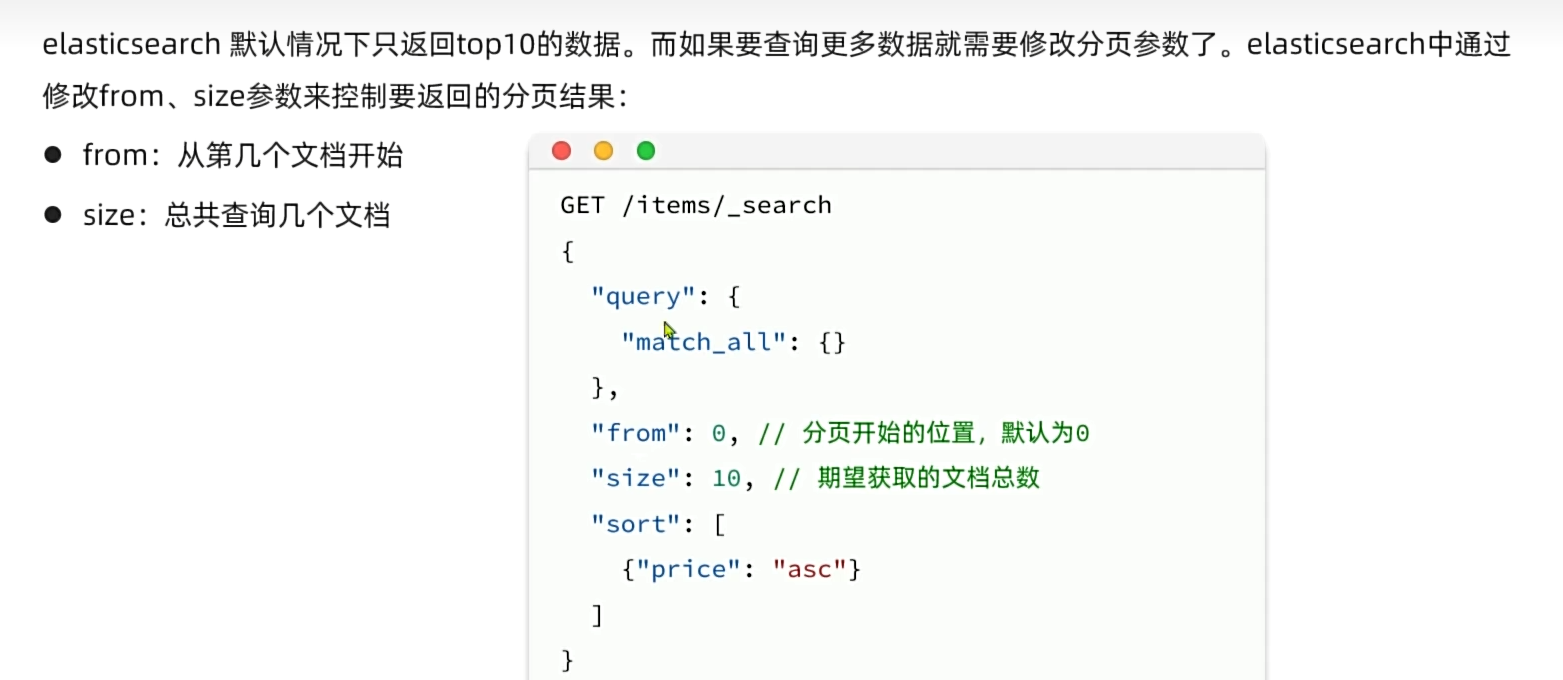 elasticsearch 默认情况下只返回top10的数据。而如果要查询更多数据就需要修改分页参数了。elasticsearch中通过
修改from、size参数来控制要返回的分页结果：
● from：从第几个文档开始
● size：总共查询几个文档
GET /items/_search
{
  "query": {
    "match_all": {}
  },
  "from": 0, // 分页开始的位置，默认为0
  "size": 10, // 期望获取的文档总数
  "sort": [
    {"price": "asc"}
  ]
}